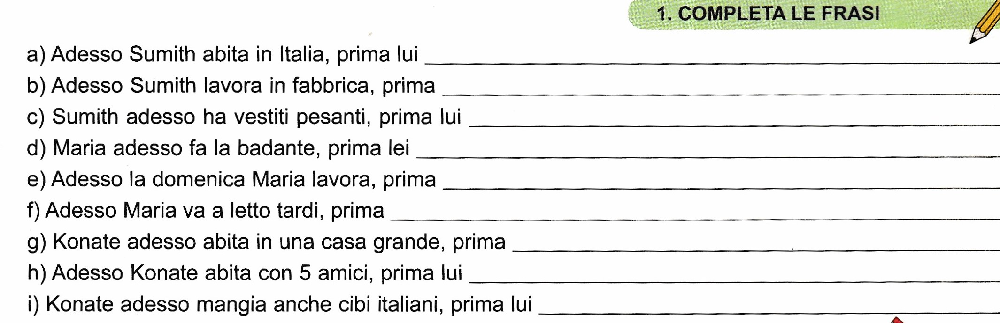 1. COMPLETA LE FRASI
a) Adesso Sumith abita in Italia, prima lui
b) Adesso Sumith lavora in fabbrica, prima
c) Sumith adesso ha vestiti pesanti, prima lui
d) Maria adesso fa la badante, prima lei
e) Adesso la domenica Maria lavora, prima
f) Adesso Maria va a letto tardi, prima
g) Konate adesso abita in una casa grande, prima
h) Adesso Konate abita con 5 amici, prima lui
i) Konate adesso mangia anche cibi italiani, prima lui